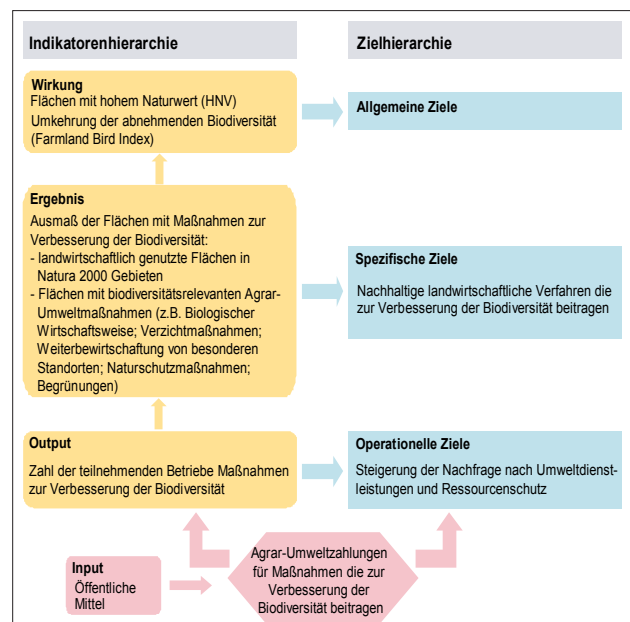 Indikatorenhierarchie
Zielhierarchie
Wirkung
Flächen mit hohem Naturwert (HNV)
Umkehrung der abnehmenden Biodiversität
(Farmland Bird Index)
Allgemeine Ziele
Ergebnis
Ausmaß der Flächen mit Maßnahmen zur
Verbesserung der Biodiversität:
- landwirtschaftlich genutzte Flächen in
Natura 2000 Gebieten
- Flächen mit biodiversitätsrelevanten Agrar-
Umweltmaßnahmen (z.B. Biologischer
Wirtschaftsweise; Verzichtmaßnahmen;
Weiterbewirtschaftung von besonderen
Standorten; Naturschutzmaßnahmen;
Begrünungen)
Spezifische Ziele
Nachhaltige landwirtschaftliche Verfahren die
zur Verbesserung der Biodiversität beitragen
Output
Zahl der teilnehmenden Betriebe Maßnahmen
zur Verbesserung der Biodiversität
Operationelle Ziele
Steigerung der Nachfrage nach Umweltdienst-
leistungen und Ressourcenschutz
Input
Öffentliche
Mittel
Agrar-Umweltzahlungen
für Maßnahmen die zur
Verbesserung der
Biodiversität beitragen